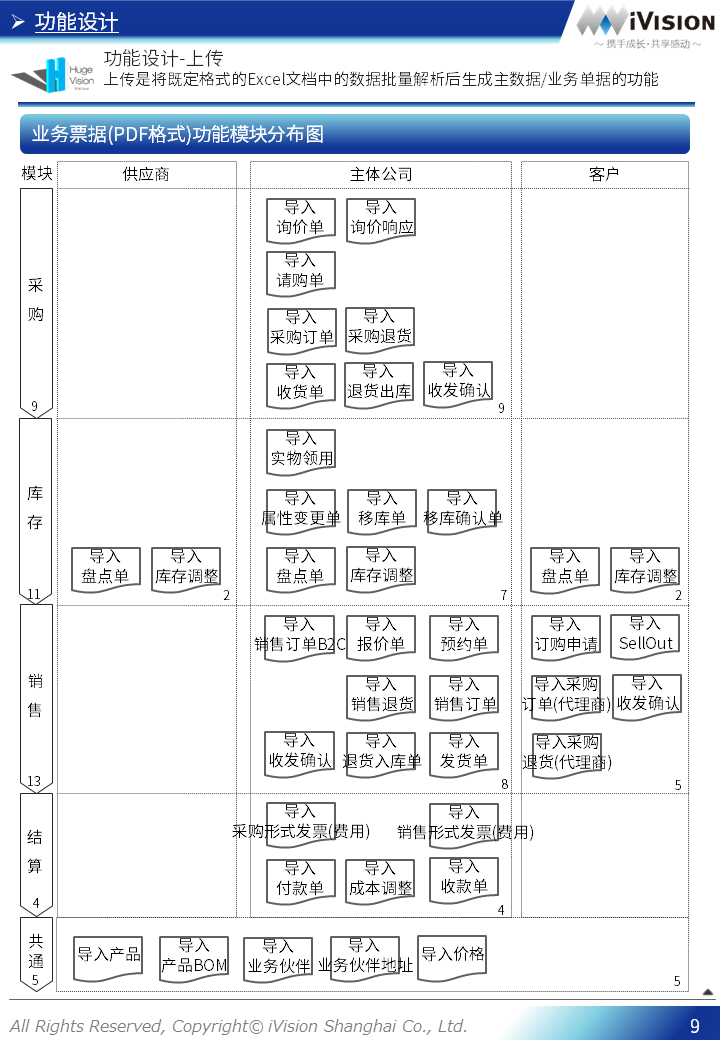 功能设计
iVISION
～ 携手成长·共享感动 ～
Huge
Vision
功能设计-上传
上传是将既定格式的Excel文档中的数据批量解析后生成主数据/业务单据的功能
业务票据(PDF格式)功能模块分布图
模块
供应商
主体公司
客户
采
购
9
导入
询价单
导入
询价响应
导入
请购单
导入
采购订单
导入
采购退货
导入
收货单
导入
退货出库
导入
收发确认
9
库
存
11
导入
实物领用
导入
属性变更单
导入
移库单
导入
移库确认单
导入
盘点单
导入
库存调整
2
导入
盘点单
导入
库存调整
7
导入
盘点单
导入
库存调整
2
销
售
13
导入
销售订单B2C
导入
报价单
导入
预约单
导入
订购申请
导入
SellOut
导入
销售退货
导入
销售订单
导入采购
订单(代理商)
导入
收发确认
导入
收发确认
导入
退货入库单
导入
发货单
8
导入采购
退货(代理商)
5
结
算
4
导入
采购形式发票(费用)
导入
销售形式发票(费用)
导入
付款单
导入
成本调整
导入
收款单
4
共
通
5
导入产品
导入
产品BOM
导入
业务伙伴
导入
业务伙伴地址
导入价格
5
All Rights Reserved, Copyright© iVision Shanghai Co., Ltd.
9